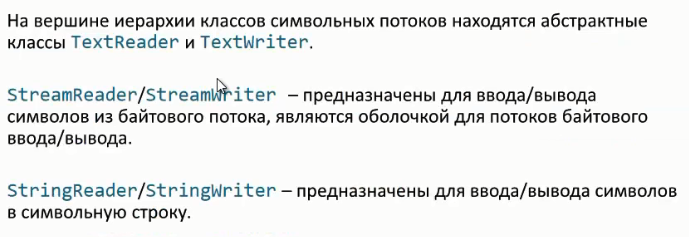 На вершине иерархии классов символьных потоков находятся абстрактные
классы TextReader и TextWriter.
StreamReader/StreamWriter – предназначены для ввода/вывода
символов из байтового потока, являются оболочкой для потоков байтового
ввода/вывода.
StringReader/StringWriter – предназначены для ввода/вывода символов
в символьную строку.